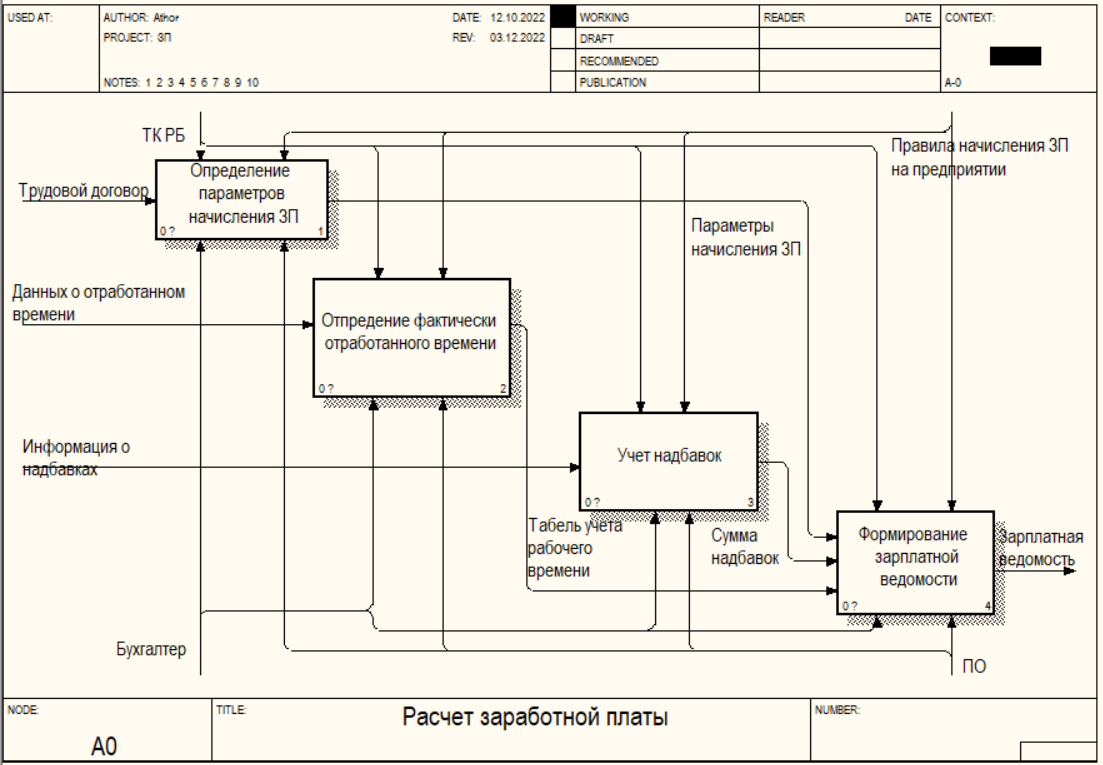 USED AT:
AUTHOR: Athor
DATE: 12.10.2022
WORKING
READER
DATE
CONTEXT:
PROJECT: ЗП
REV: 03.12.2022
DRAFT
RECOMMENDED
NOTES: 1 2 3 4 5 6 7 8 9 10
PUBLICATION
A-0
ТК РБ
Правила начисления ЗП
на предприятии
Определение
параметров
начисления ЗП
0 ?
1
Трудовой договор
Параметры
начисления ЗП
Данных о отработанном
времени
Отпредение фактически
отработанного времени
0 ?
2
Информация о
надбавках
Учет надбавок
0 ?
3
Табель учета
рабочего
времени
Сумма
надбавок
Формирование
зарплатной
ведомости
0 ?
4
Зарплатная
ведомость
Бухгалтер
ПО
NODE:
A0
TITLE:
Расчет заработной платы
NUMBER: